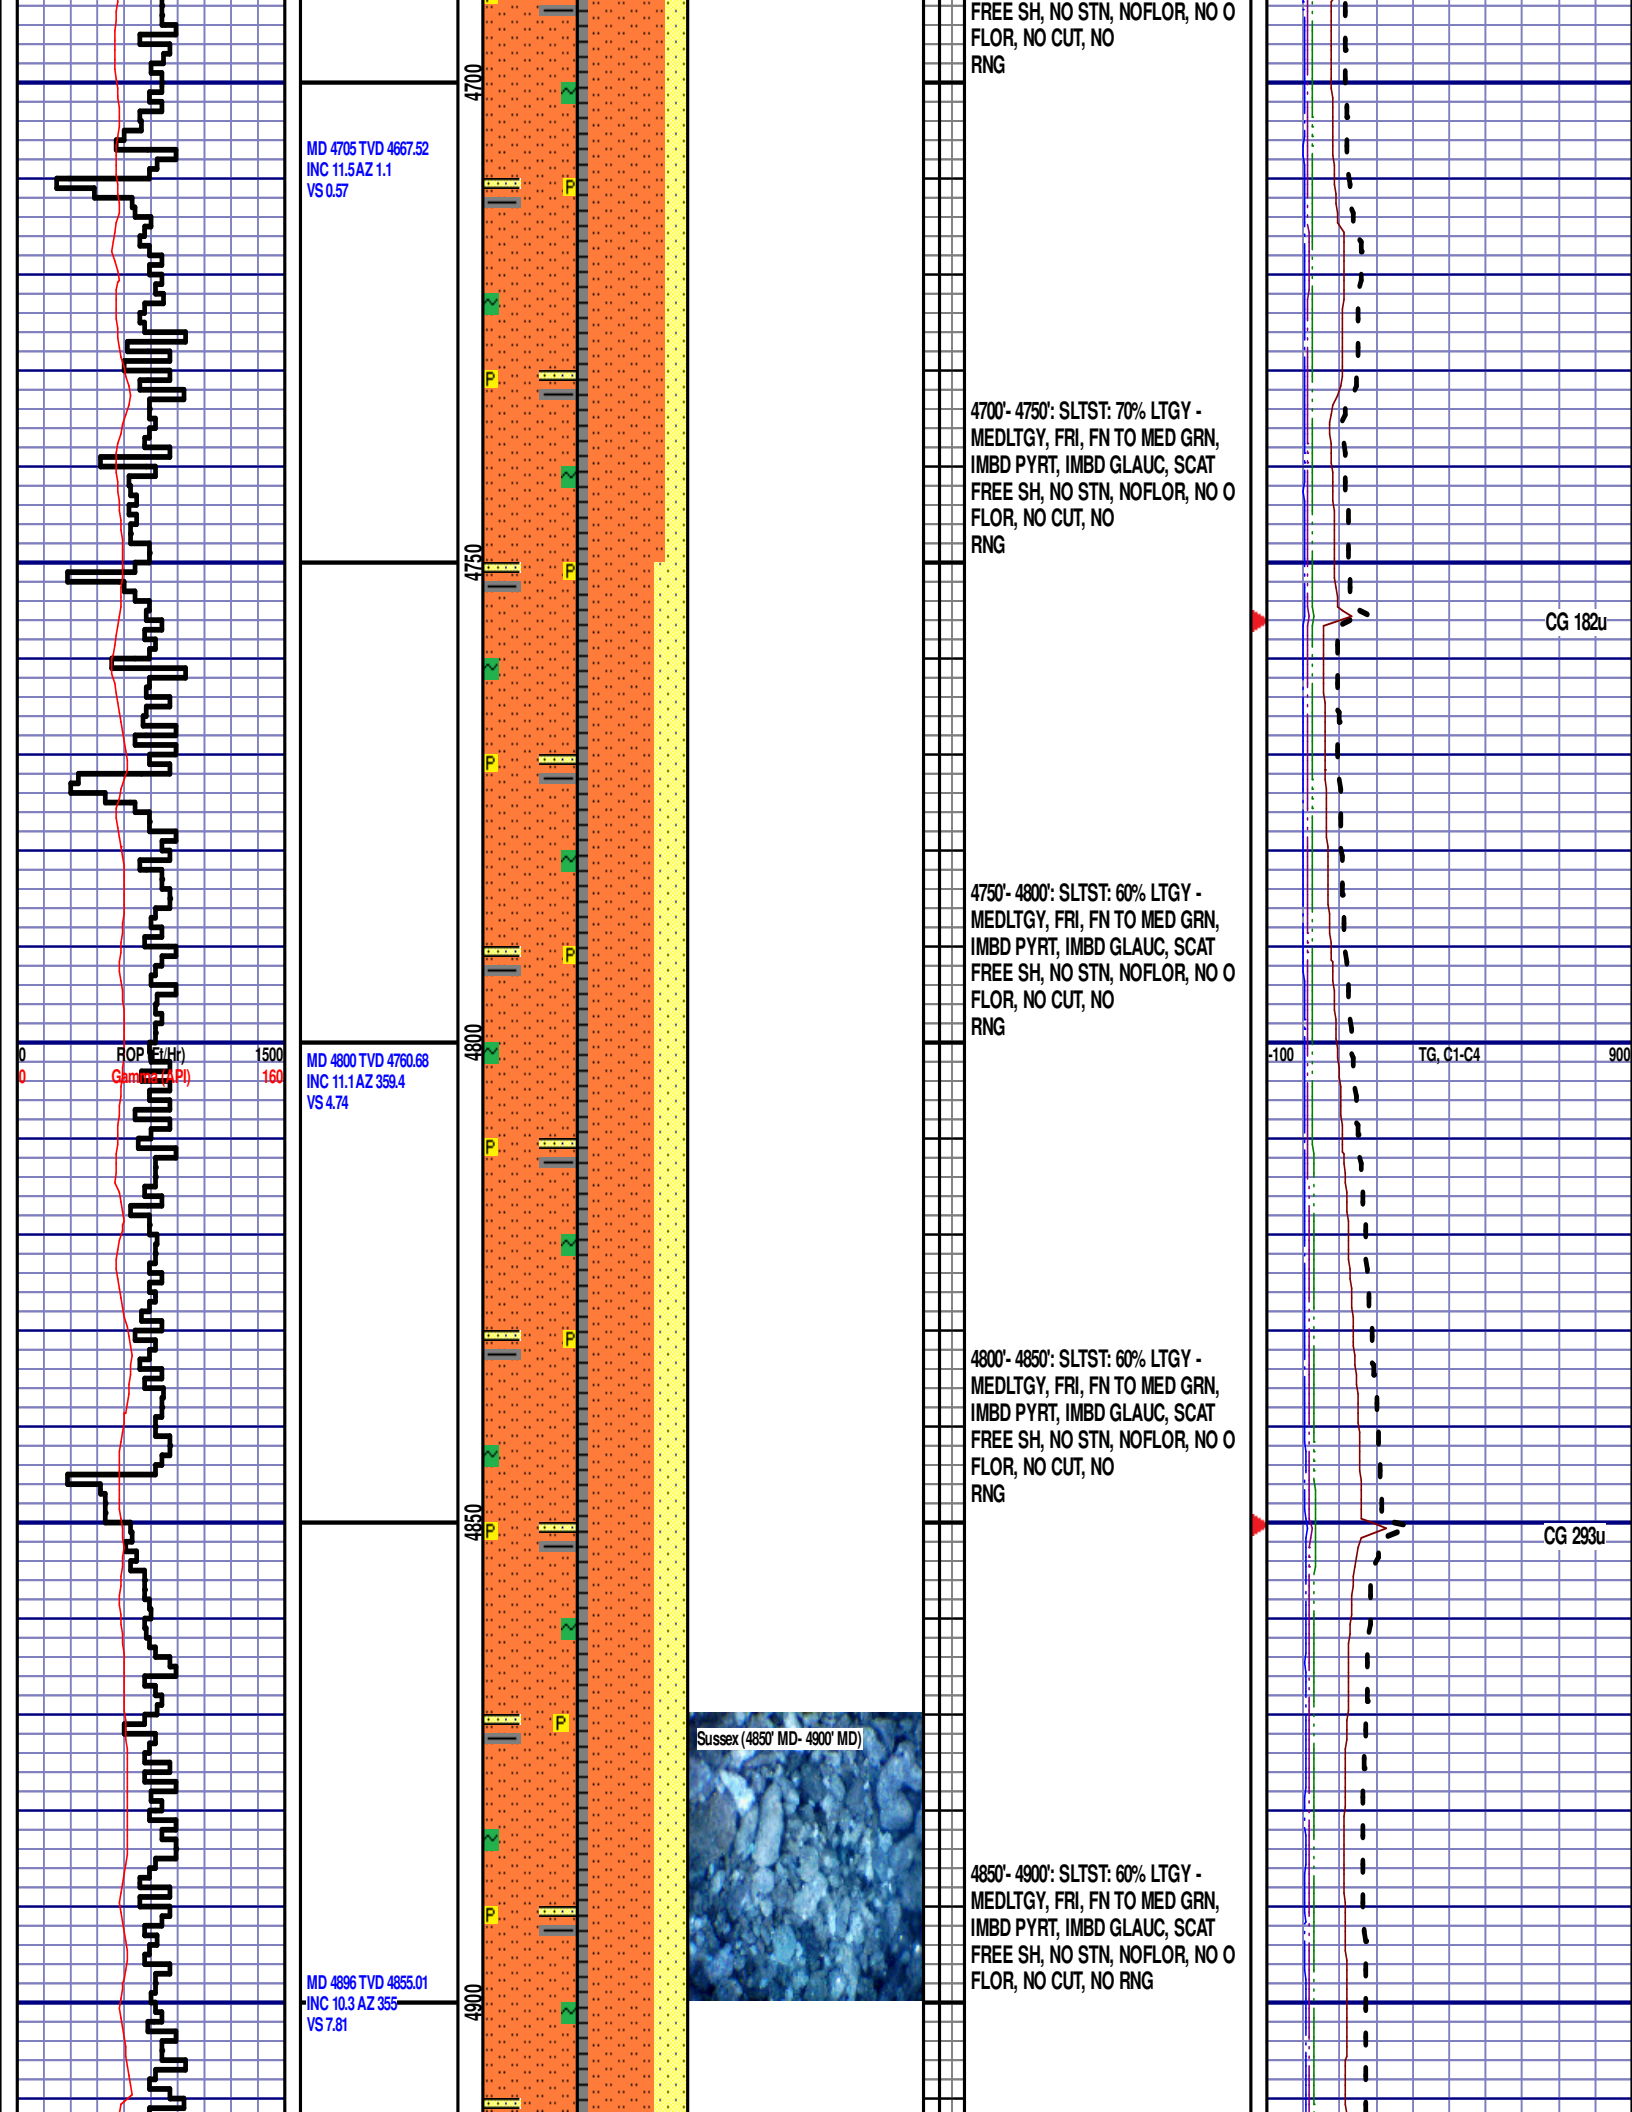 FREE SH, NO STN, NOFLOR, NO O
FLOR, NO CUT, NO
RNG
4700
MD 4705 TVD 4667.52
INC 11.5 AZ 1.1
VS 0.57
P
P
4700'- 4750': SLTST: 70% LTGY -
MEDLTGY, FRI, FN TO MED GRN,
IMBD PYRT, IMBD GLAUC, SCAT
FREE SH, NO STN, NOFLOR, NO O
FLOR, NO CUT, NO
RNG
4750
P
CG 182u
P
4750'- 4800': SLTST: 60% LTGY -
MEDLTGY, FRI, FN TO MED GRN,
IMBD PYRT, IMBD GLAUC, SCAT
FREE SH, NO STN, NOFLOR, NO O
FLOR, NO CUT, NO
RNG
P
4800
0 ROP (Ft/Hr) 1500
0 Gamma (API) 160
MD 4800 TVD 4760.68
INC 11.1 AZ 359.4
VS 4.74
-100 TG, C1-C4 900
P
P
4800'- 4850': SLTST: 60% LTGY -
MEDLTGY, FRI, FN TO MED GRN,
IMBD PYRT, IMBD GLAUC, SCAT
FREE SH, NO STN, NOFLOR, NO O
FLOR, NO CUT, NO
RNG
4850
P
CG 293u
P
Sussex (4850' MD- 4900' MD)
4850'- 4900': SLTST: 60% LTGY -
MEDLTGY, FRI, FN TO MED GRN,
IMBD PYRT, IMBD GLAUC, SCAT
FREE SH, NO STN, NOFLOR, NO O
FLOR, NO CUT, NO RNG
P
MD 4896 TVD 4855.01
INC 10.3 AZ 355
VS 7.81
4900